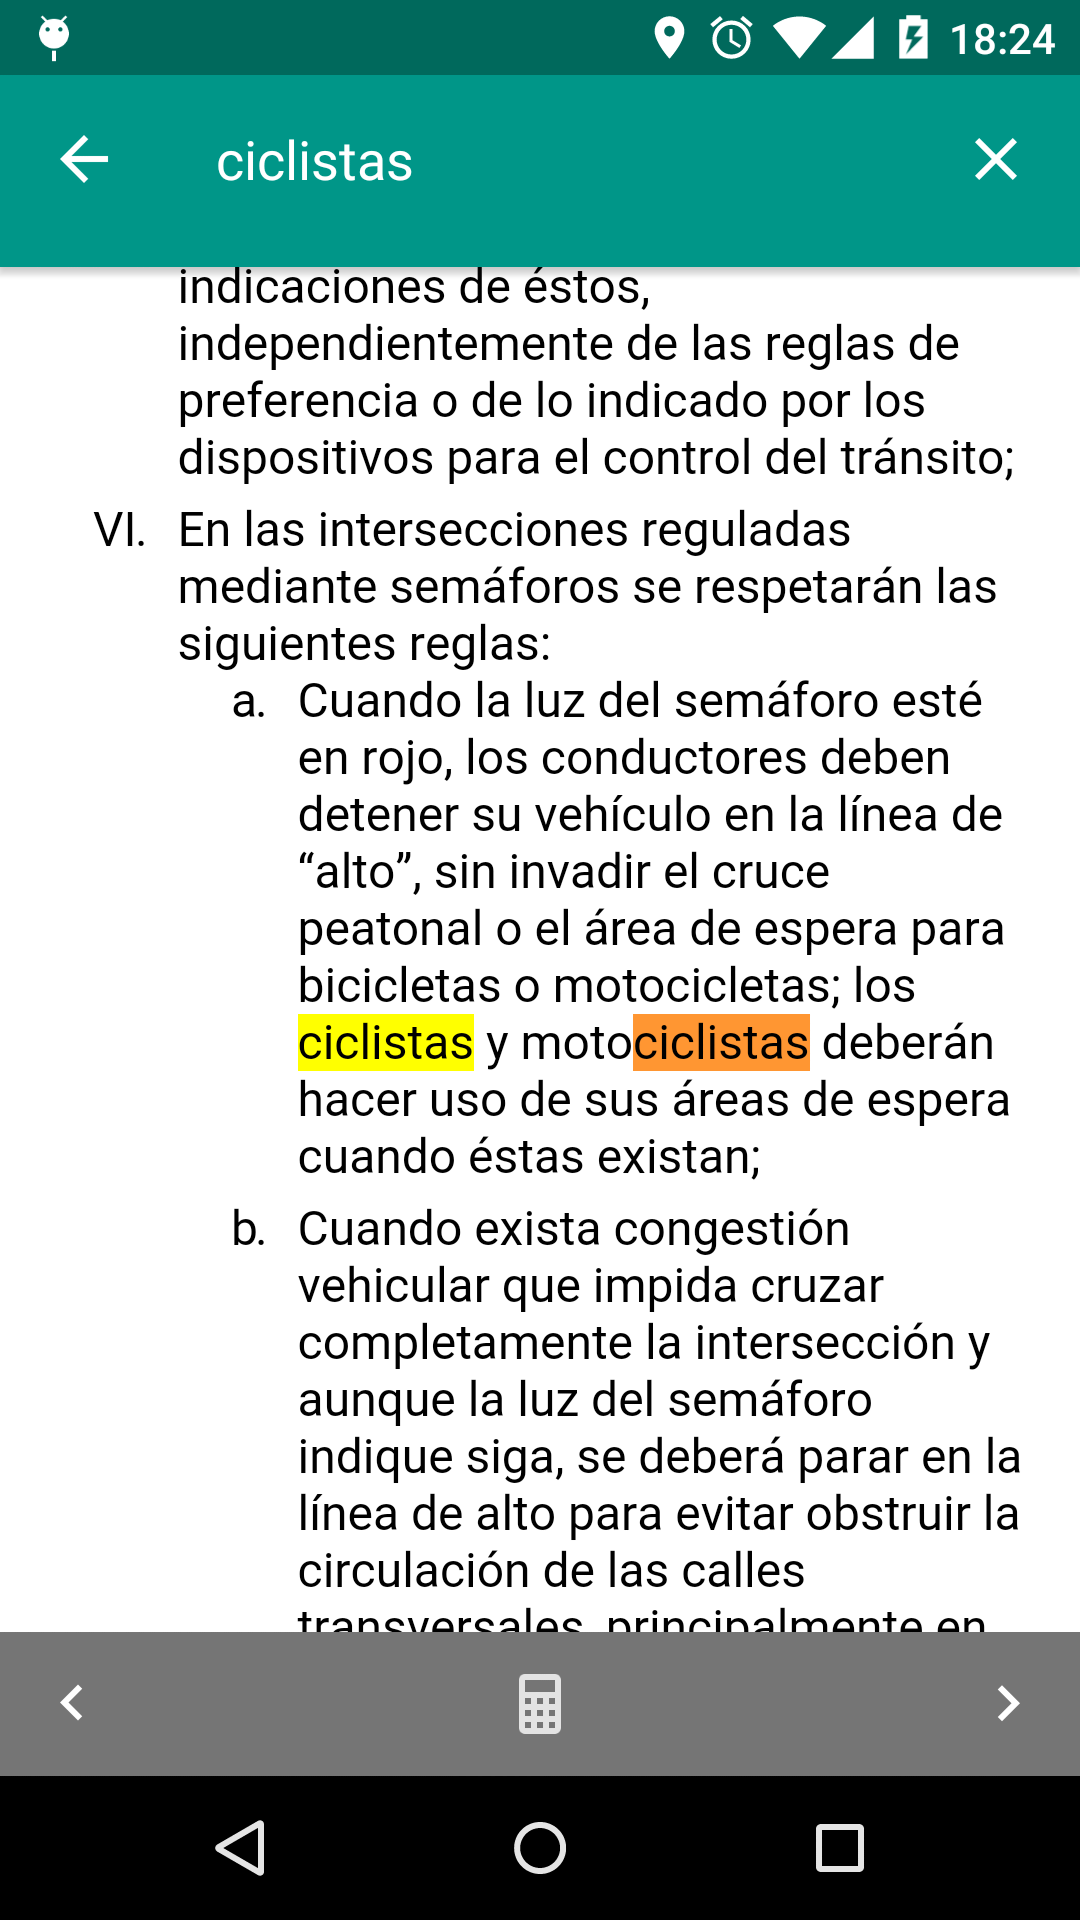 18:24
ciclistas
indicaciones de éstos,
independientemente de las reglas de
preferencia o de lo indicado por los
dispositivos para el control del tránsito;
VI. En las intersecciones reguladas
mediante semáforos se respetarán las
siguientes reglas:
a. Cuando la luz del semáforo esté
en rojo, los conductores deben
detener su vehículo en la línea de
“alto”, sin invadir el cruce
peatonal o el área de espera para
bicicletas o motocicletas; los
ciclistas y motociclistas deberán
hacer uso de sus áreas de espera
cuando éstas existan;
b. Cuando exista congestión
vehicular que impida cruzar
completamente la intersección y
aunque la luz del semáforo
indique siga, se deberá parar en la
línea de alto para evitar obstruir la
circulación de las calles
transversales, principalmente en